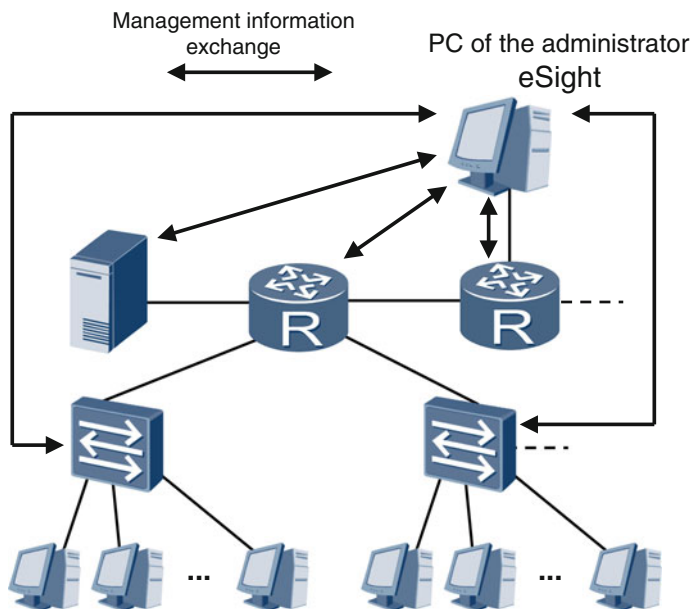 Management information
exchange
PC of the administrator
eSight
R
R
...
...